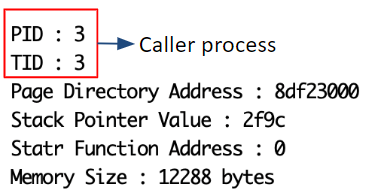 PID : 3
TID : 3
Caller process
Page Directory Address : 8df23000
Stack Pointer Value : 2f9c
Statr Function Address : 0
Memory Size : 12288 bytes